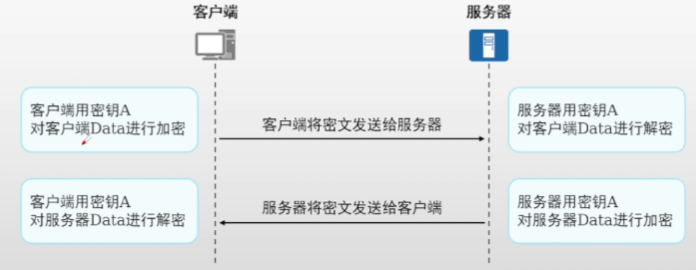 客户端
服务器
客户端用密钥A
对客户端Data进行加密
客户端将密文发送给服务器
服务器用密钥A
对客户端Data进行解密
客户端用密钥A
对服务器Data进行解密
服务器将密文发送给客户端
服务器用密钥A
对服务器Data进行加密